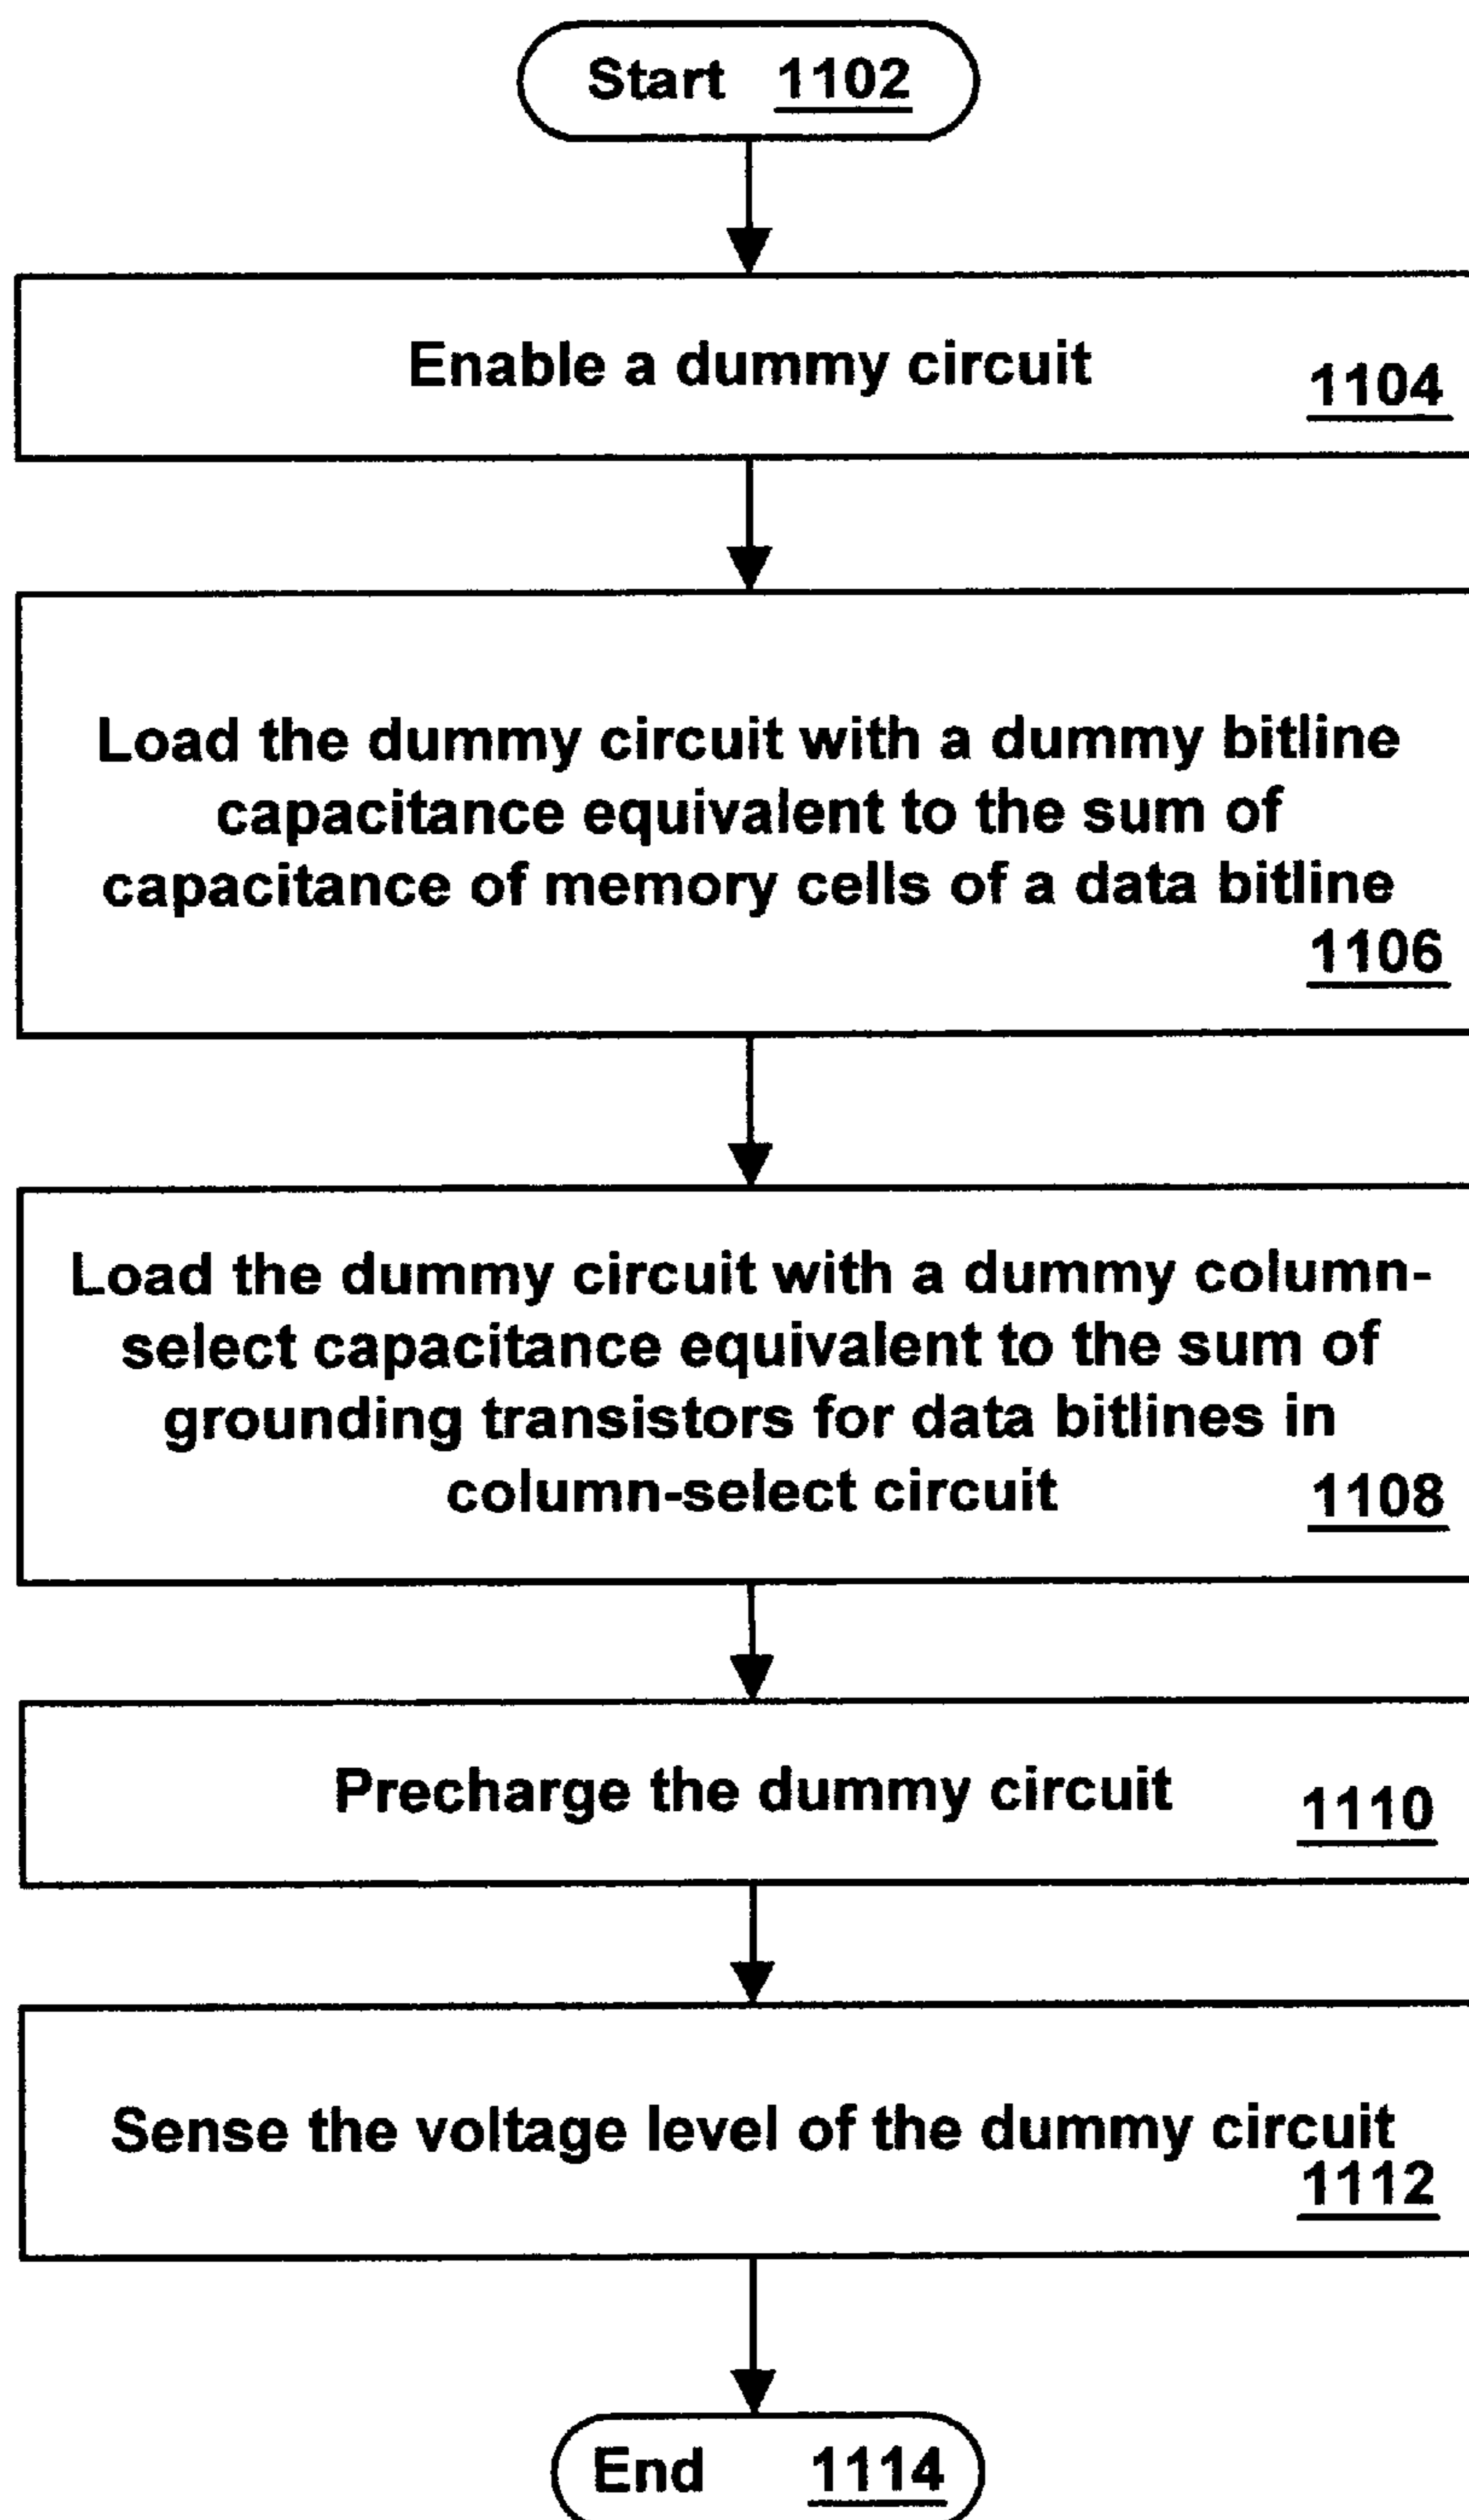 Start 1102
Enable a dummy circuit
1104
Load the dummy circuit with a dummy bitline
capacitance equivalent to the sum of
capacitance of memory cells of a data bitline
1106
Load the dummy circuit with a dummy column-
select capacitance equivalent to the sum of
grounding transistors for data bitlines in
column-select circuit 1108
Precharge the dummy circuit
1110
Sense the voltage level of the dummy circuit
1112
End 1114